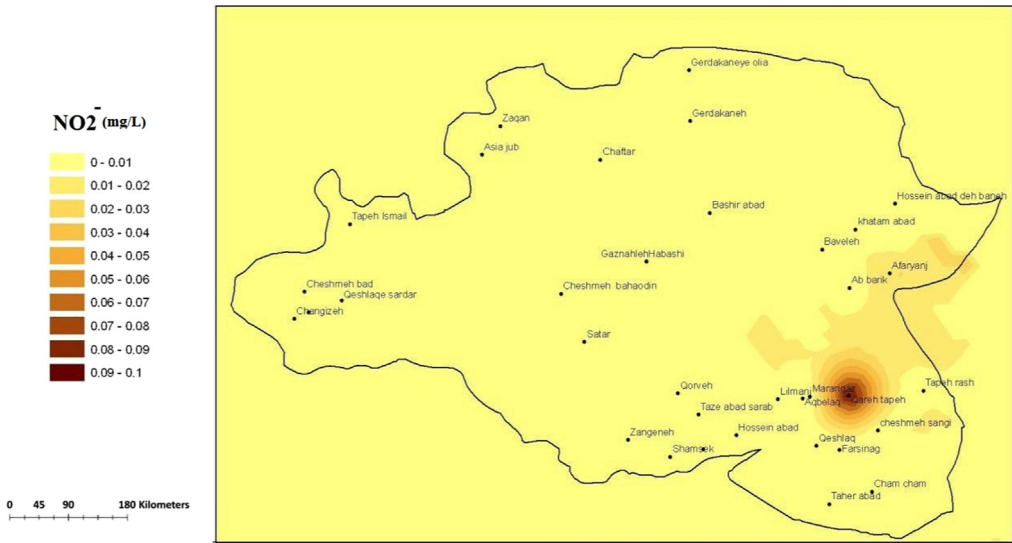 NO2- (mg/L)
0 - 0.01
0.01 - 0.02
0.02 - 0.03
0.03 - 0.04
0.04 - 0.05
0.05 - 0.06
0.06 - 0.07
0.07 - 0.08
0.08 - 0.09
0.09 - 0.1
0 45 90 180 Kilometers
Gerdakaneye olia
Zaqan
Gerdakaneh
Asia jub
Chaftar
Hossein abad deh baneh
Tapeh Ismail
Bashir abad
khatam abad
Baveleh
GaznahlehHabashi
Afaryanj
Cheshmeh bad
Qeshlaqe sardar
Cheshmeh bahaodin
Ab barik
Changizeh
Satar
Qorveh
Lilmanj
Aqbelaq
Qareh tapeh
Tapeh rash
Taze abad sarab
cheshmeh sangi
Zangeneh
Hossein abad
Qeshlaq
Shamsek
Farsinag
Cham cham
Taher abad